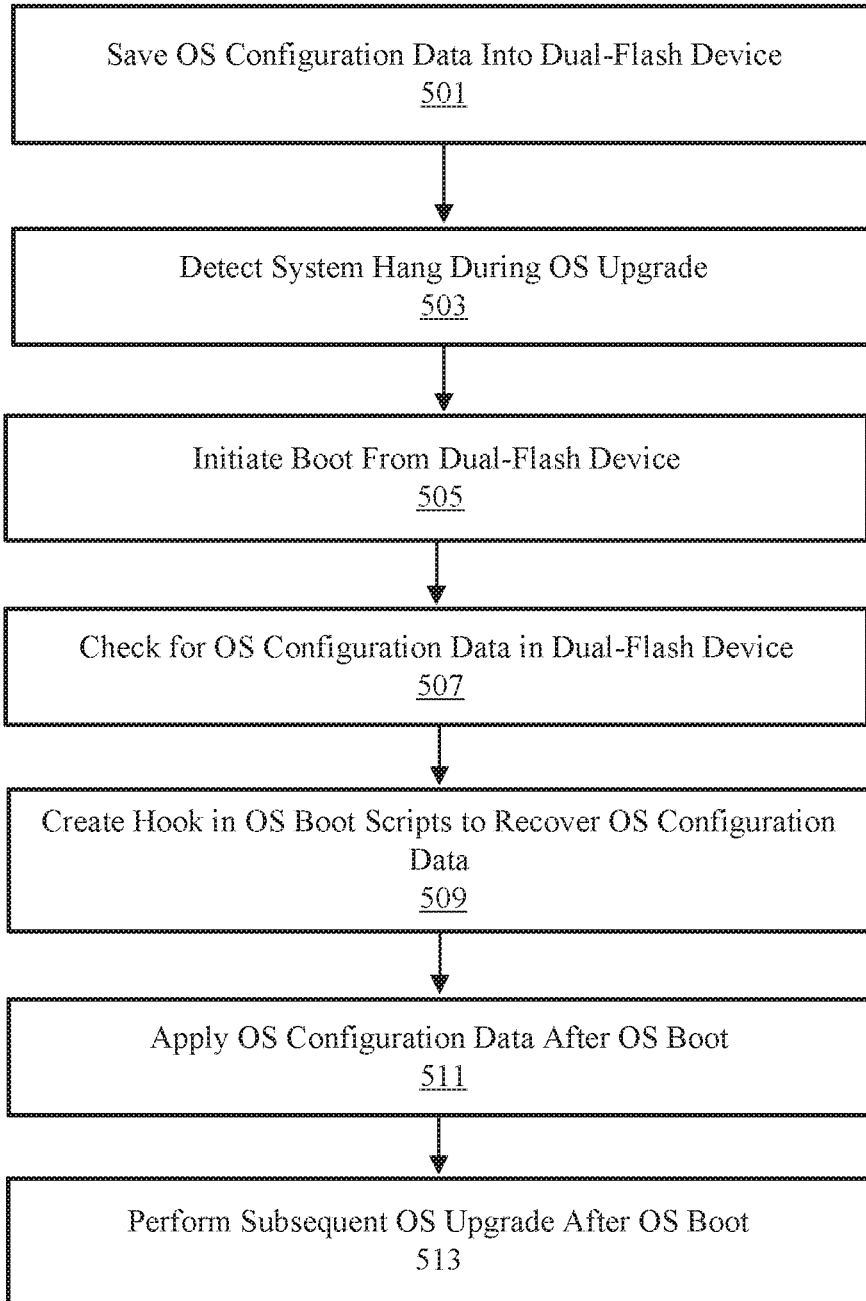 Save OS Configuration Data Into Dual-Flash Device
501
Detect System Hang During OS Upgrade
503
Initiate Boot From Dual-Flash Device
505
Check for OS Configuration Data in Dual-Flash Device
507
Create Hook in OS Boot Scripts to Recover OS Configuration
Data
509
Apply OS Configuration Data After OS Boot
511
Perform Subsequent OS Upgrade After OS Boot
513